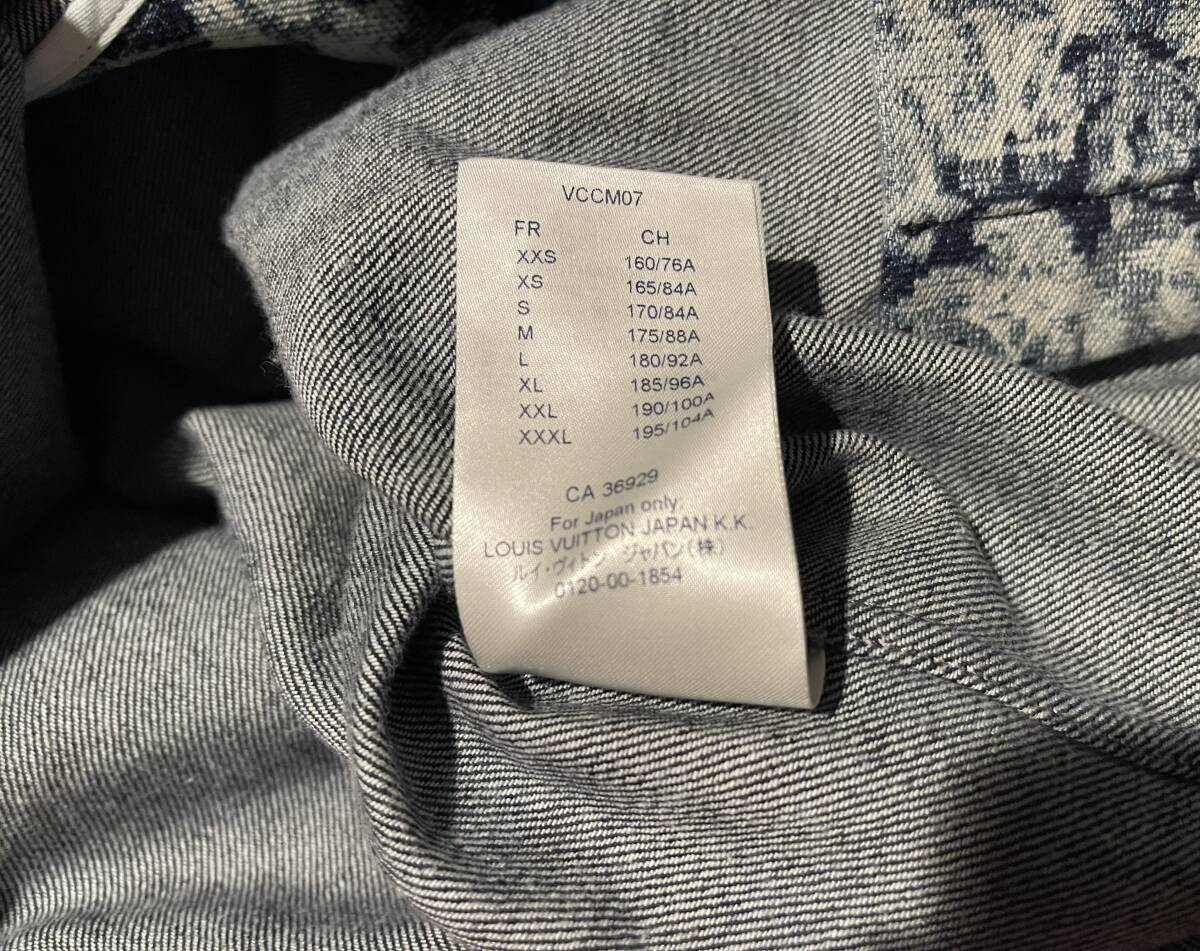 VCCM07
FR CH
XXS 160/76A
XS 165/84A
S 170/84A
M 175/88A
L 180/92A
XL 185/96A
XXL 190/100A
XXXL 195/104A
CA 36929
For Japan only:
LOUIS VUITTON JAPAN K.K.
ルイ・ヴィトン ジャパン(株)
0120-00-1854